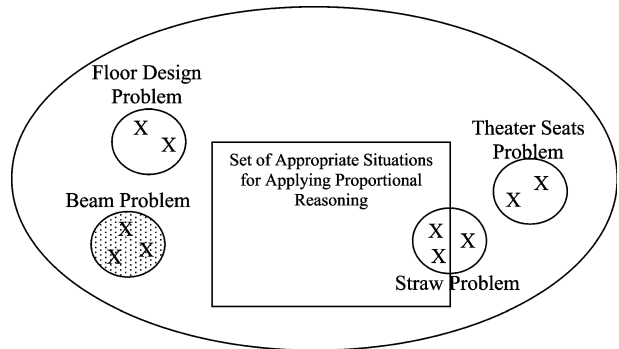 Floor Design
Problem
X
X
Theater Seats
Problem
X
X
Set of Appropriate Situations
for Applying Proportional
Reasoning
Beam Problem
X
X
X
X
X
X
Straw Problem